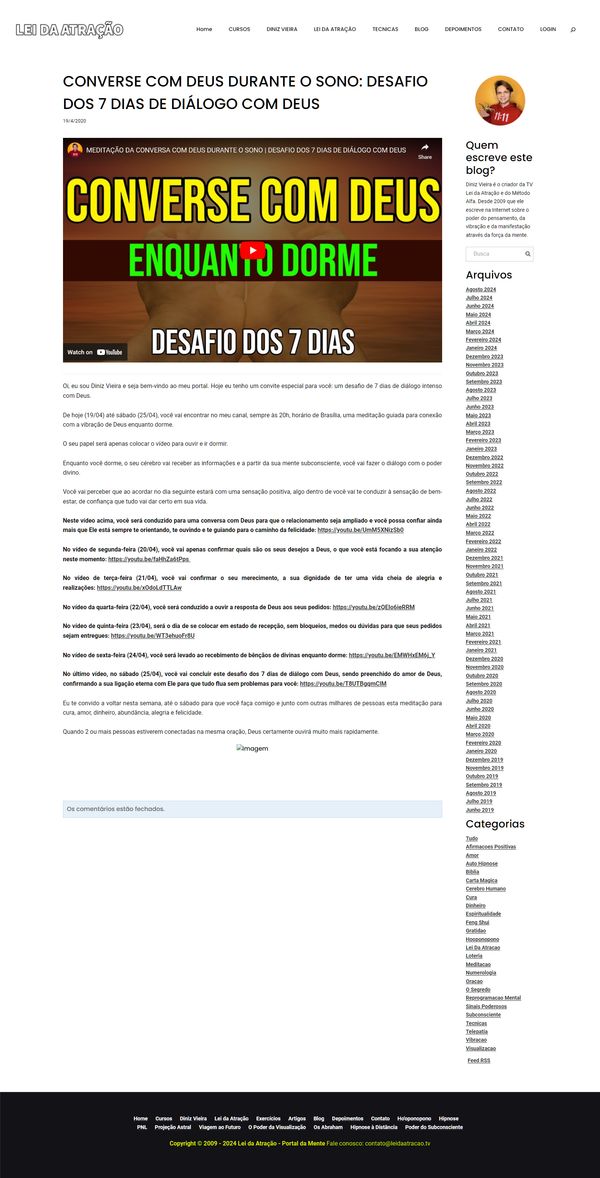 LEI DA ATRAÇÃO
Home CURSOS DINIZ VIEIRA LEI DA ATRAÇÃO TECNICAS BLOG DEPOIMENTOS CONTATO LOGIN
CONVERSE COM DEUS DURANTE O SONO: DESAFIO
DOS 7 DIAS DE DIÁLOGO COM DEUS
19/4/2020
MEDITAÇÃO DA CONVERSA COM DEUS DURANTE O SONO | DESAFIO DOS 7 DIAS DE DIÁLOGO COM DEUS
Share
CONVERSE COM DEUS
ENQUANTO DORME
DESAFIO DOS 7 DIAS
Watch on YouTube
Oi, eu sou Diniz Vieira e seja bem-vindo ao meu portal. Hoje eu tenho um convite especial para você: um desafio de 7 dias de diálogo intenso
com Deus.
De hoje (19/04) até sábado (25/04), você vai encontrar no meu canal, sempre às 20h, horário de Brasília, uma meditação guiada para conexão
com a vibração de Deus enquanto dorme.
O seu papel será apenas colocar o vídeo para ouvir e ir dormir.
Enquanto você dorme, o seu cérebro vai receber as informações e a partir da sua mente subconsciente, você vai fazer o diálogo com o poder
divino.
Você vai perceber que ao acordar no dia seguinte estará com uma sensação positiva, algo dentro de você vai te conduzir à sensação de bem-
estar, de confiança que tudo vai dar certo em sua vida.
Neste vídeo acima, você será conduzido para uma conversa com Deus para que o relacionamento seja ampliado e você possa confiar ainda
mais que Ele está sempre te orientando, te ouvindo e te guiando para o caminho da felicidade: https://youtu.be/UmM5XNizSb0
No vídeo de segunda-feira (20/04), você vai apenas confirmar quais são os seus desejos a Deus, o que você está focando a sua atenção
neste momento: https://youtu.be/faHhZa6tPps
No vídeo de terça-feira (21/04), você vai confirmar o seu merecimento, a sua dignidade de ter uma vida cheia de alegria e
realizações: https://youtu.be/xOdoLdTTLAw
No vídeo da quarta-feira (22/04), você será conduzido a ouvir a resposta de Deus aos seus pedidos: https://youtu.be/zOElo6ieRRM
No vídeo de quinta-feira (23/04), será o dia de se colocar em estado de recepção, sem bloqueios, medos ou dúvidas para que seus pedidos
sejam entregues: https://youtu.be/WT3ehuoFr8U
No vídeo de sexta-feira (24/04), você será levado ao recebimento de bênçãos de divinas enquanto dorme: https://youtu.be/EMWHxEM6j_Y
No último vídeo, no sábado (25/04), você vai concluir este desafio dos 7 dias de diálogo com Deus, sendo preenchido do amor de Deus,
confirmando a sua ligação eterna com Ele para que tudo flua sem problemas para você: https://youtu.be/T8UTBgqmCIM
Eu te convido a voltar nesta semana, até o sábado para que você faça comigo e junto com outras milhares de pessoas esta meditação para
cura, amor, dinheiro, abundância, alegria e felicidade.
Quando 2 ou mais pessoas estiverem conectadas na mesma oração, Deus certamente ouvirá muito mais rapidamente.
Imagem
Os comentários estão fechados.
11:11
Quem
escreve este
blog?
Diniz Vieira é o criador da TV
Lei da Atração e do Método
Alfa. Desde 2009 que ele
escreve na Internet sobre o
poder do pensamento, da
vibração e da manifestação
através da força da mente.
Busca
Arquivos
Agosto 2024
Julho 2024
Junho 2024
Maio 2024
Abril 2024
Março 2024
Fevereiro 2024
Janeiro 2024
Dezembro 2023
Novembro 2023
Outubro 2023
Setembro 2023
Agosto 2023
Julho 2023
Junho 2023
Maio 2023
Abril 2023
Março 2023
Fevereiro 2023
Janeiro 2023
Dezembro 2022
Novembro 2022
Outubro 2022
Setembro 2022
Agosto 2022
Julho 2022
Junho 2022
Maio 2022
Abril 2022
Março 2022
Fevereiro 2022
Janeiro 2022
Dezembro 2021
Novembro 2021
Outubro 2021
Setembro 2021
Agosto 2021
Julho 2021
Junho 2021
Maio 2021
Abril 2021
Março 2021
Fevereiro 2021
Janeiro 2021
Dezembro 2020
Novembro 2020
Outubro 2020
Setembro 2020
Agosto 2020
Julho 2020
Junho 2020
Maio 2020
Abril 2020
Março 2020
Fevereiro 2020
Janeiro 2020
Dezembro 2019
Novembro 2019
Outubro 2019
Setembro 2019
Agosto 2019
Julho 2019
Junho 2019
Categorias
Tudo
Afirmacoes Positivas
Amor
Auto Hipnose
Biblia
Carta Magica
Cerebro Humano
Cura
Dinheiro
Espiritualidade
Feng Shui
Gratidao
Hooponopono
Lei Da Atracao
Loteria
Meditacao
Numerologia
Oracao
O Segredo
Reprogramacao Mental
Sinais Poderosos
Subconsciente
Tecnicas
Telepatia
Vibracao
Visualizacao
Feed RSS
Home Cursos Diniz Vieira Lei da Atração Exercícios Artigos Blog Depoimentos Contato Ho'oponopono Hipnose
PNL Projeção Astral Viagem ao Futuro O Poder da Visualização Os Abraham Hipnose à Distância Poder do Subconsciente
Copyright © 2009 - 2024 Lei da Atração - Portal da Mente Fale conosco: contato@leidaatracao.tv